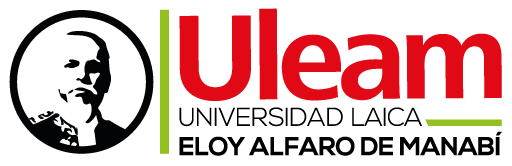 Uleam
UNIVERSIDAD LAICA
ELOY ALFARO DE MANABÍ